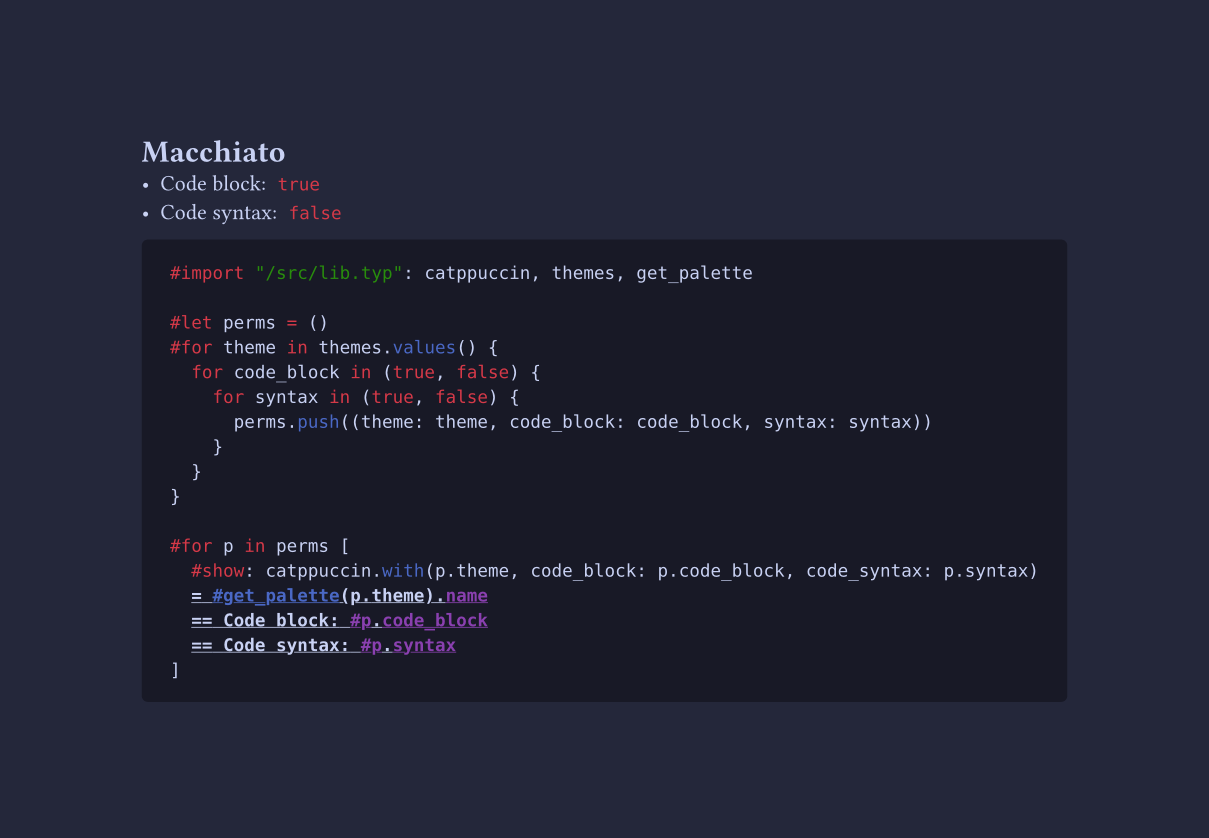 Macchiato
• Code block: true
• Code syntax: false
#import "/src/lib.typ": catppuccin, themes, get_palette

#let perms = ()
#for theme in themes.values() {
  for code_block in (true, false) {
    for syntax in (true, false) {
      perms.push((theme: theme, code_block: code_block, syntax: syntax))
    }
  }
}

#for p in perms [
  #show: catppuccin.with(p.theme, code_block: p.code_block, code_syntax: p.syntax)
  = #get_palette(p.theme).name
  == Code block: #p.code_block
  == Code syntax: #p.syntax
]